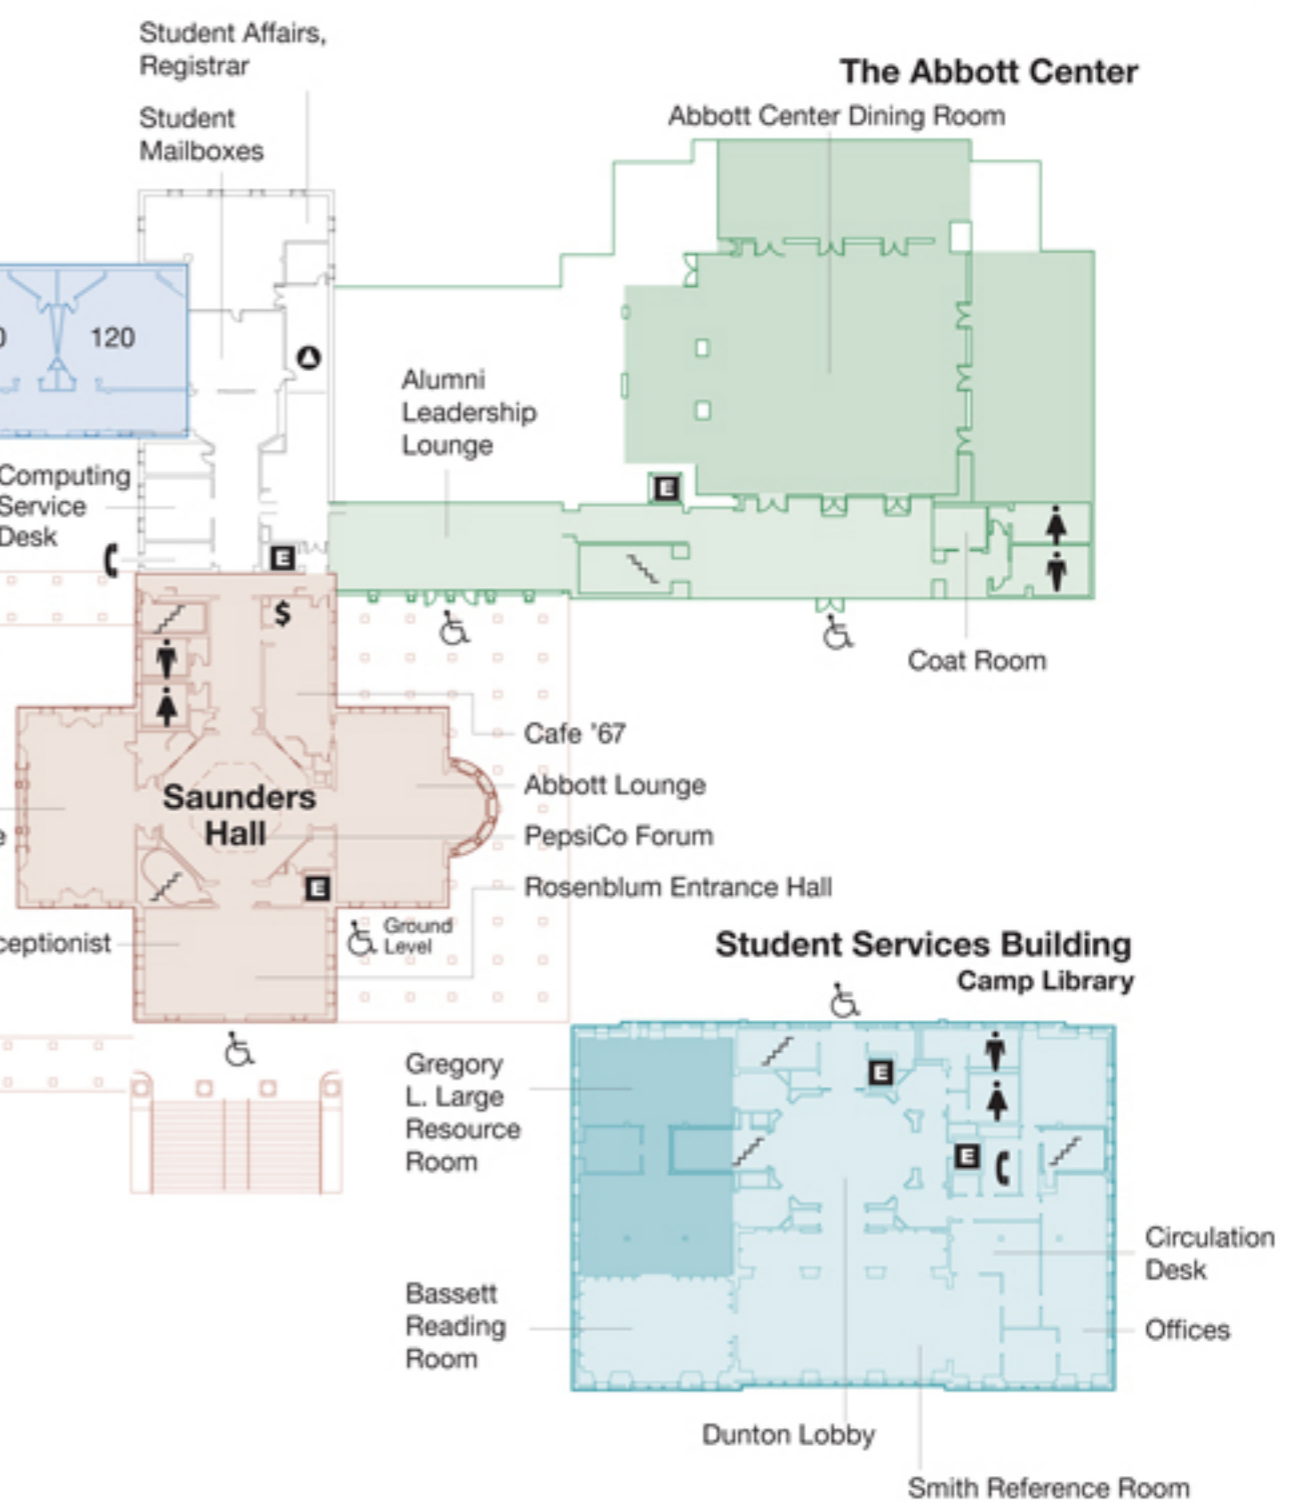 Student Affairs,
Registrar
The Abbott Center
Student
Mailboxes
Abbott Center Dining Room
120
Alumni
Leadership
Lounge
Computing
Service
Desk
E
E
$
Coat Room
Cafe '67
Abbott Lounge
Saunders
Hall
PepsiCo Forum
E
Rosenblum Entrance Hall
Ground
Level
ceptionist
Student Services Building
Camp Library
Gregory
L. Large
Resource
Room
E
E
Circulation
Desk
Bassett
Reading
Room
Offices
Dunton Lobby
Smith Reference Room